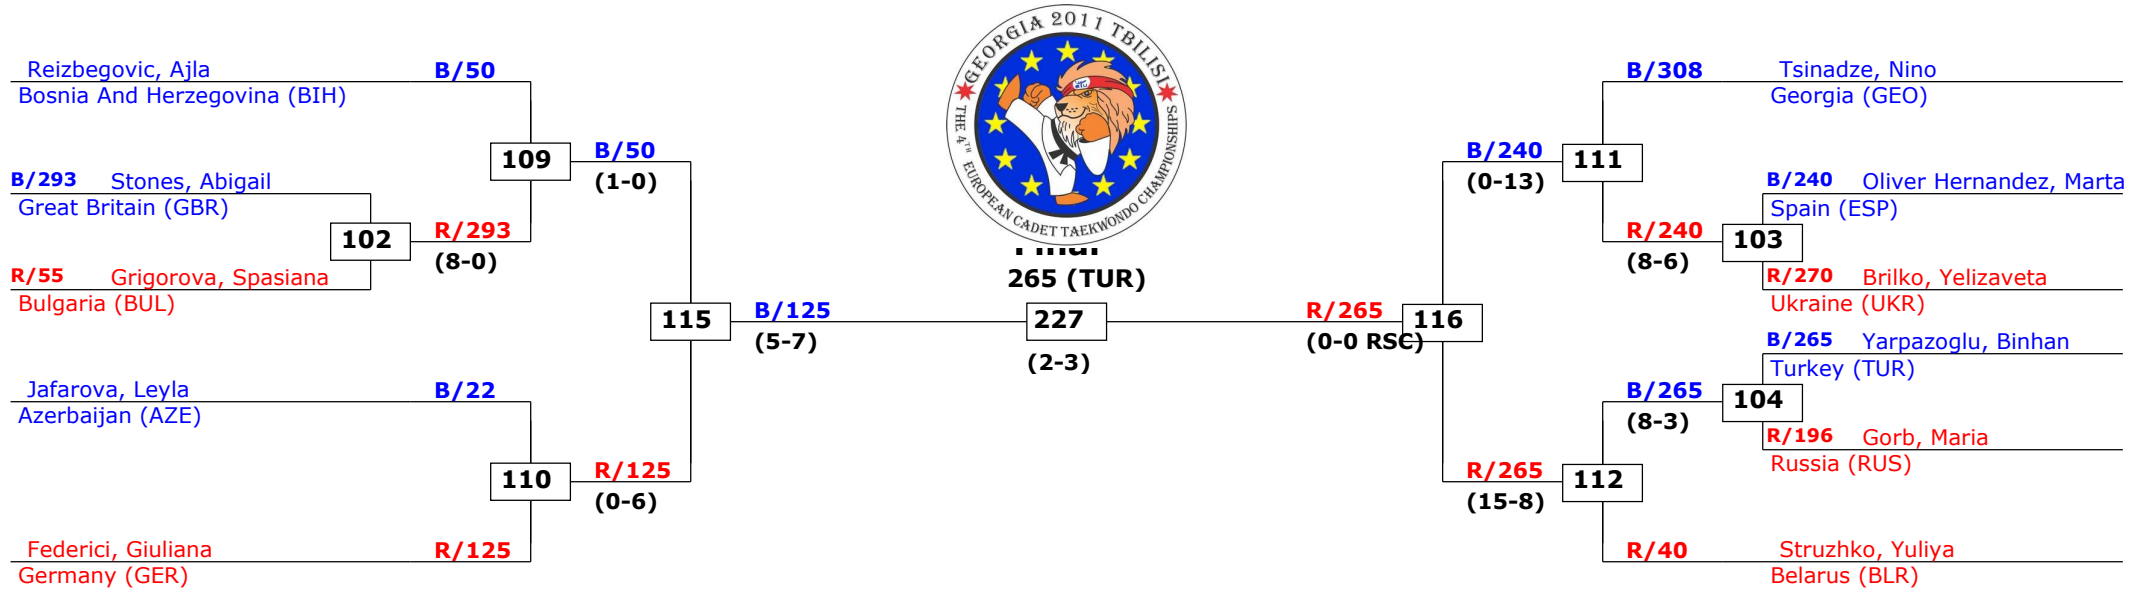 GEORGIA 2011 TBILISI
THE 4TH EUROPEAN CADET TAEKWONDO CHAMPIONSHIPS
Reizbegovic, Ajla B/50
Bosnia And Herzegovina (BIH)
109
B/50
(1-0)
B/293 Stones, Abigail
Great Britain (GBR)
102
R/293
(8-0)
R/55 Grigorova, Spasiana
Bulgaria (BUL)
115
B/125
(5-7)
Jafarova, Leyla B/22
Azerbaijan (AZE)
110
R/125
(0-6)
Federici, Giuliana R/125
Germany (GER)
Final
265 (TUR)
227
(2-3)
B/308 Tsinadze, Nino
Georgia (GEO)
B/240
(0-13)
111
B/240 Oliver Hernandez, Marta
Spain (ESP)
R/240
(8-6)
103
R/270 Brilko, Yelizaveta
Ukraine (UKR)
R/265
(0-0 RSC)
116
B/265 Yarpazoglu, Binhan
Turkey (TUR)
B/265
(8-3)
104
R/196 Gorb, Maria
Russia (RUS)
R/265
(15-8)
112
R/40 Struzhko, Yuliya
Belarus (BLR)